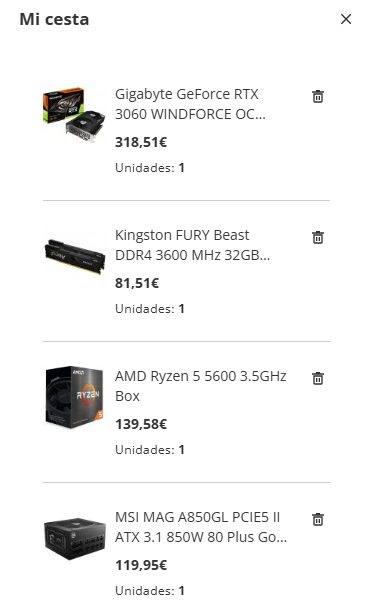 Mi cesta
Gigabyte GeForce RTX
3060 WINDFORCE OC...
318,51€
Unidades: 1
Kingston FURY Beast
DDR4 3600 MHz 32GB...
81,51€
Unidades: 1
AMD Ryzen 5 5600 3.5GHz
Box
139,58€
Unidades: 1
MSI MAG A850GL PCIE5 II
ATX 3.1 850W 80 Plus Go...
119,95€
Unidades: 1